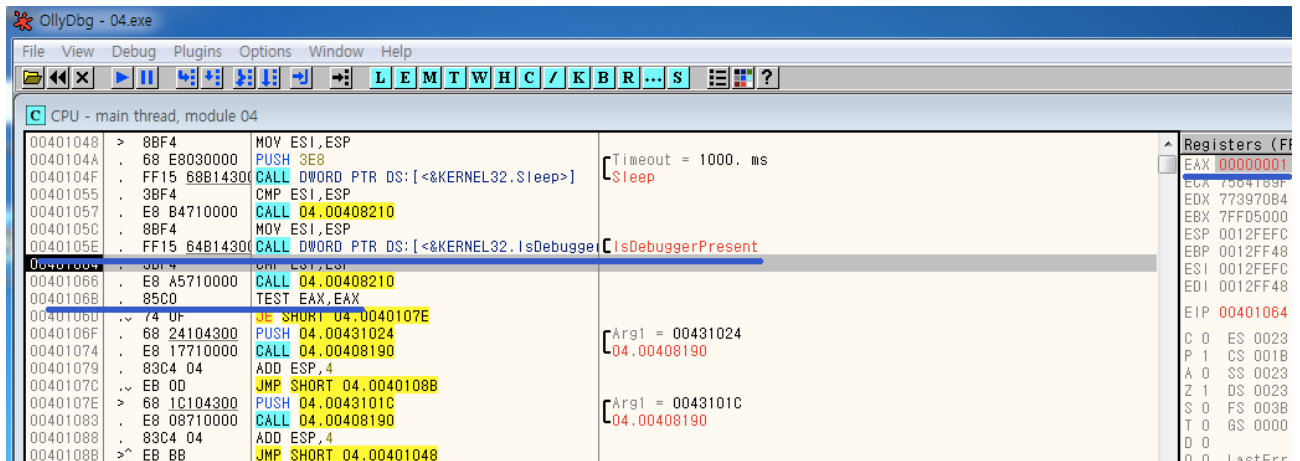 OllyDbg - 04.exe
File View Debug Plugins Options Window Help
L E M T W H C / K B R ... S ?
C CPU - main thread, module 04
00401048 > 8BF4 MOV ESI,ESP
0040104A . 68 E8030000 PUSH 3E8 Timeout = 1000. ms
0040104F . FF15 68B14300 CALL DWORD PTR DS:[<&KERNEL32.Sleep>] Sleep
00401055 . 3BF4 CMP ESI,ESP
00401057 . E8 B4710000 CALL 04.00408210
0040105C . 8BF4 MOV ESI,ESP
0040105E . FF15 64B14300 CALL DWORD PTR DS:[<&KERNEL32.IsDebugger IsDebuggerPresent
00401064 . 3BF4 CMP ESI,ESP
00401066 . E8 A5710000 CALL 04.00408210
0040106B . 85C0 TEST EAX,EAX
0040106D .v 74 0F JE SHORT 04.0040107E
0040106F . 68 24104300 PUSH 04.00431024 Arg1 = 00431024
00401074 . E8 17710000 CALL 04.00408190 04.00408190
00401079 . 83C4 04 ADD ESP,4
0040107C .v EB 0D JMP SHORT 04.0040108B
0040107E > 68 1C104300 PUSH 04.0043101C Arg1 = 0043101C
00401083 . E8 08710000 CALL 04.00408190 04.00408190
00401088 . 83C4 04 ADD ESP,4
0040108B >^ EB BB JMP SHORT 04.00401048
Registers (FP
EAX 00000001
ECX 7564189F
EDX 773970B4
EBX 7FFD5000
ESP 0012FEFC
EBP 0012FF48
ESI 0012FEFC
EDI 0012FF48
EIP 00401064
C 0 ES 0023
P 1 CS 001B
A 0 SS 0023
Z 1 DS 0023
S 0 FS 003B
T 0 GS 0000
D 0
O 0 LastErr